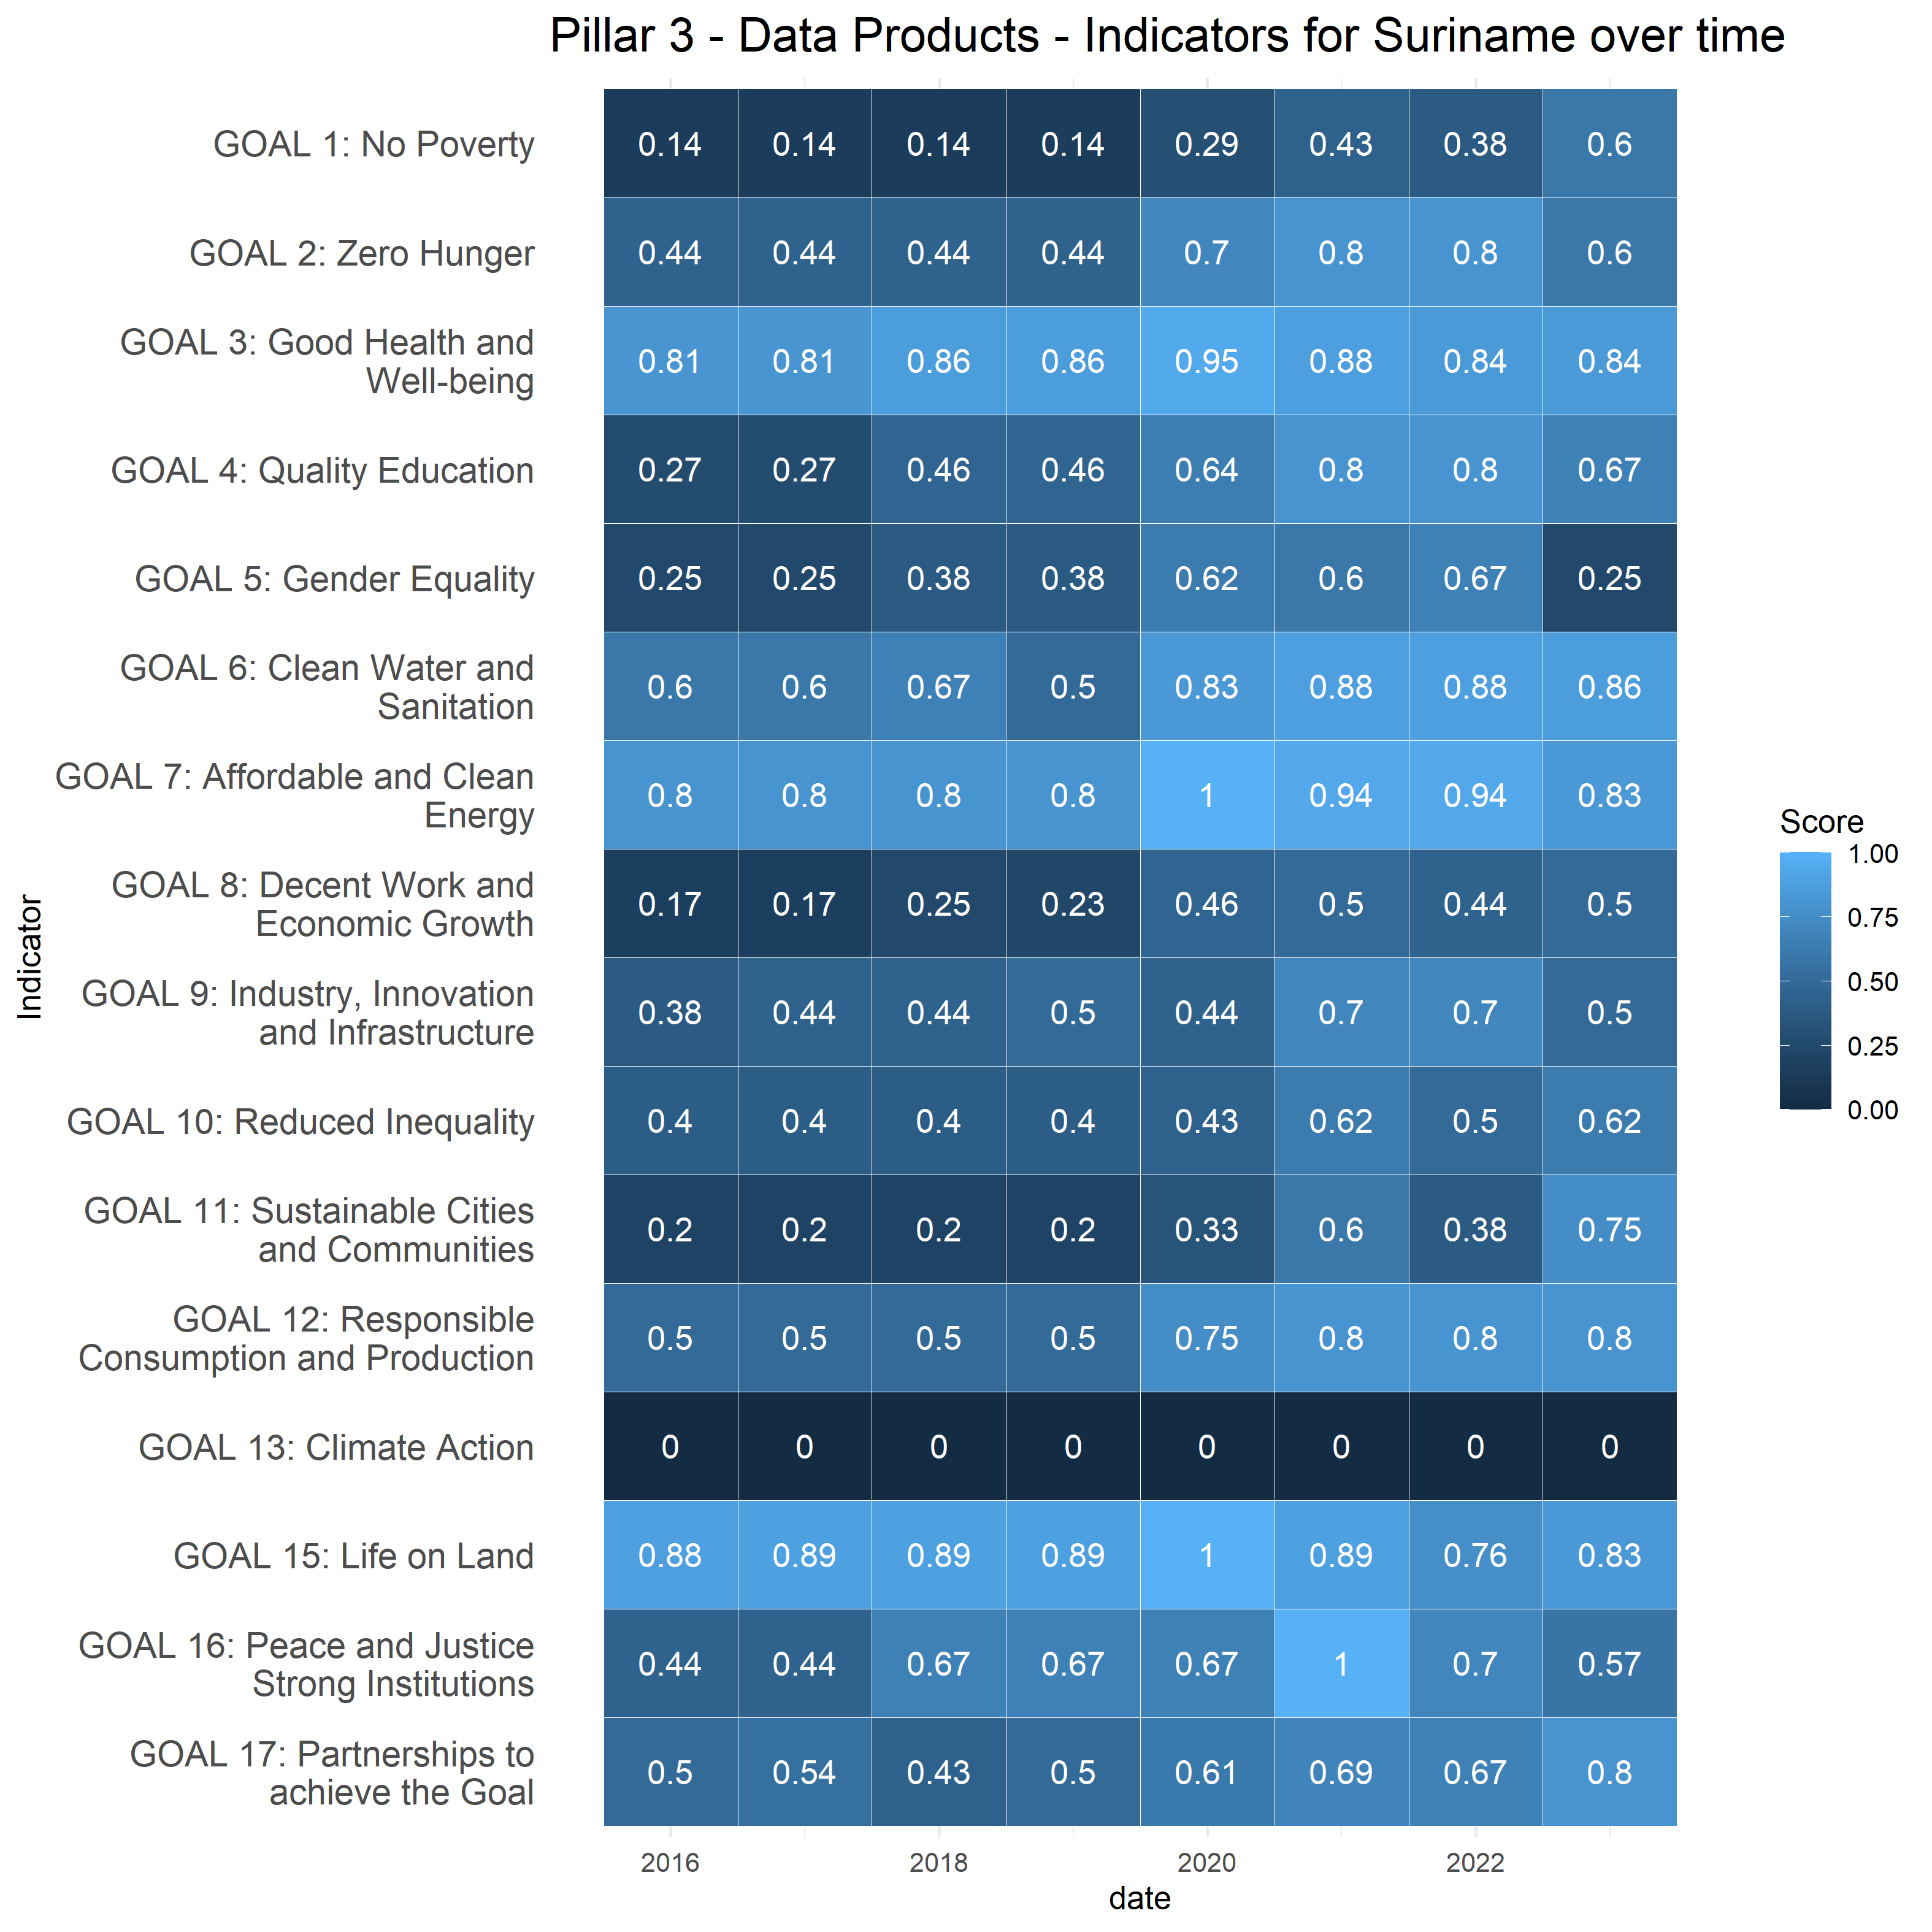 Pillar 3 - Data Products - Indicators for Suriname over time
GOAL 1: No Poverty
0.14 0.14 0.14 0.14 0.29 0.43 0.38 0.6
GOAL 2: Zero Hunger
0.44 0.44 0.44 0.44 0.7 0.8 0.8 0.6
GOAL 3: Good Health and
Well-being
0.81 0.81 0.86 0.86 0.95 0.88 0.84 0.84
GOAL 4: Quality Education
0.27 0.27 0.46 0.46 0.64 0.8 0.8 0.67
GOAL 5: Gender Equality
0.25 0.25 0.38 0.38 0.62 0.6 0.67 0.25
GOAL 6: Clean Water and
Sanitation
0.6 0.6 0.67 0.5 0.83 0.88 0.88 0.86
GOAL 7: Affordable and Clean
Energy
0.8 0.8 0.8 0.8 1 0.94 0.94 0.83
GOAL 8: Decent Work and
Economic Growth
0.17 0.17 0.25 0.23 0.46 0.5 0.44 0.5
GOAL 9: Industry, Innovation
and Infrastructure
0.38 0.44 0.44 0.5 0.44 0.7 0.7 0.5
GOAL 10: Reduced Inequality
0.4 0.4 0.4 0.4 0.43 0.62 0.5 0.62
GOAL 11: Sustainable Cities
and Communities
0.2 0.2 0.2 0.2 0.33 0.6 0.38 0.75
GOAL 12: Responsible
Consumption and Production
0.5 0.5 0.5 0.5 0.75 0.8 0.8 0.8
GOAL 13: Climate Action
0 0 0 0 0 0 0 0
GOAL 15: Life on Land
0.88 0.89 0.89 0.89 1 0.89 0.76 0.83
GOAL 16: Peace and Justice
Strong Institutions
0.44 0.44 0.67 0.67 0.67 1 0.7 0.57
GOAL 17: Partnerships to
achieve the Goal
0.5 0.54 0.43 0.5 0.61 0.69 0.67 0.8
2016 2018 2020 2022
date
Indicator
Score
1.00
0.75
0.50
0.25
0.00